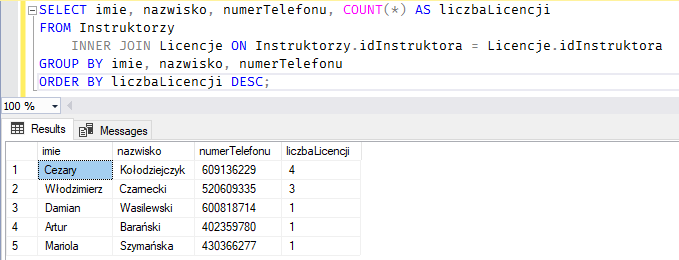 SELECT imie, nazwisko, numerTelefonu, COUNT(*) AS liczbaLicencji
FROM Instruktorzy
INNER JOIN Licencje ON Instruktorzy.idInstruktora = Licencje.idInstruktora
GROUP BY imie, nazwisko, numerTelefonu
ORDER BY liczbaLicencji DESC;
100 %
Results Messages
imie nazwisko numerTelefonu liczbaLicencji
1 Cezary Kołodziejczyk 609136229 4
2 Włodzimierz Czarnecki 520609335 3
3 Damian Wasilewski 600818714 1
4 Artur Barański 402359780 1
5 Mariola Szymańska 430366277 1